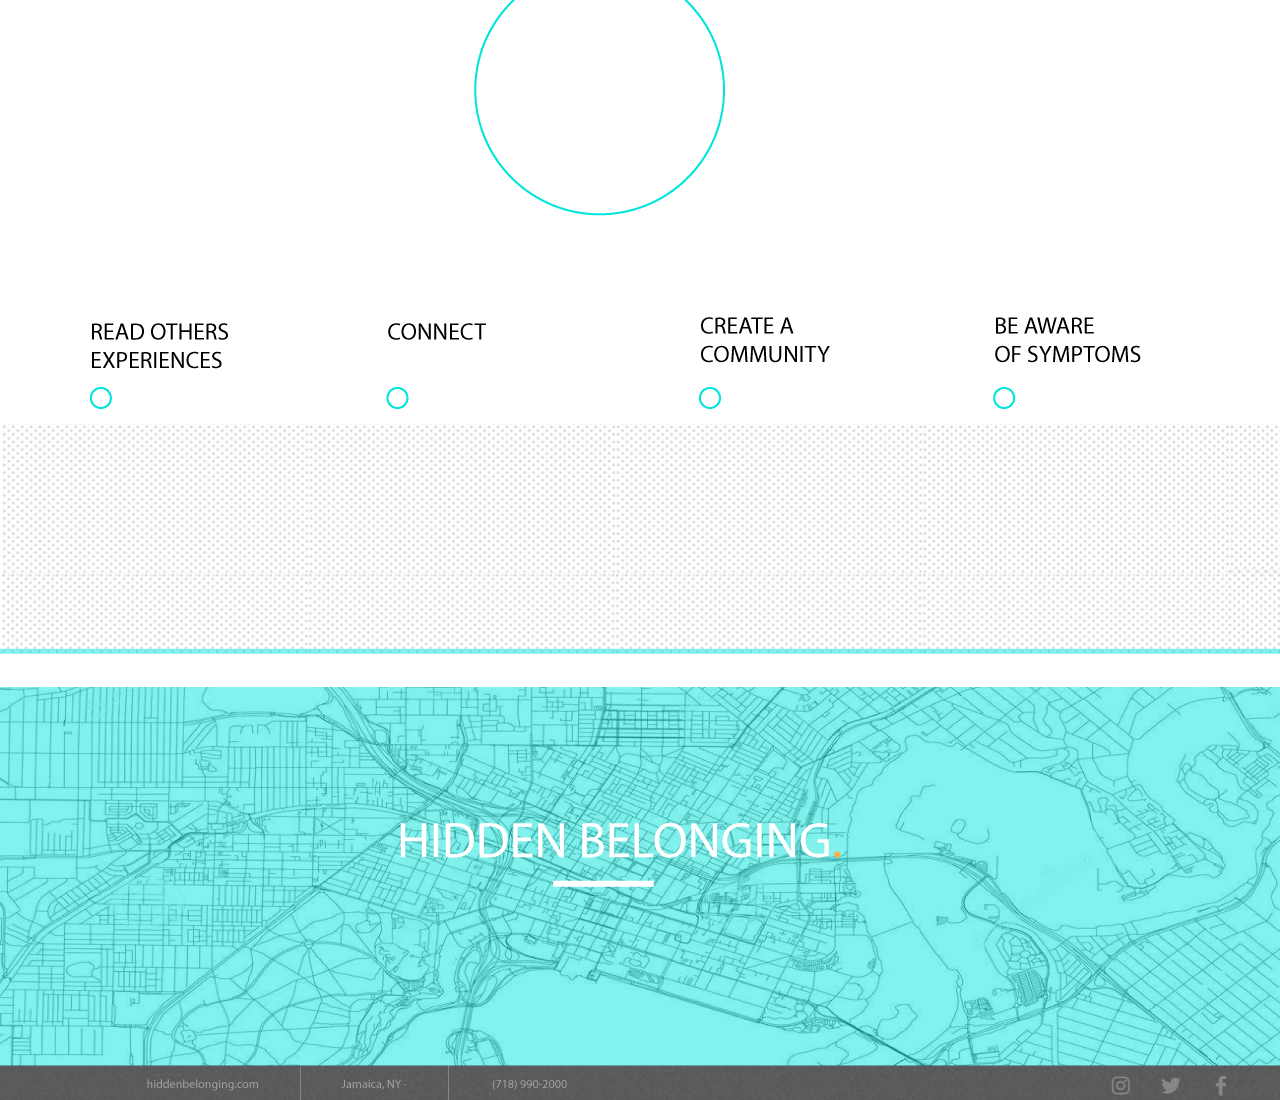 READ OTHERS
EXPERIENCES
CONNECT
CREATE A
COMMUNITY
BE AWARE
OF SYMPTOMS
HIDDEN BELONGING.
hiddenbelonging.com
Jamaica, NY ·
(718) 990-2000